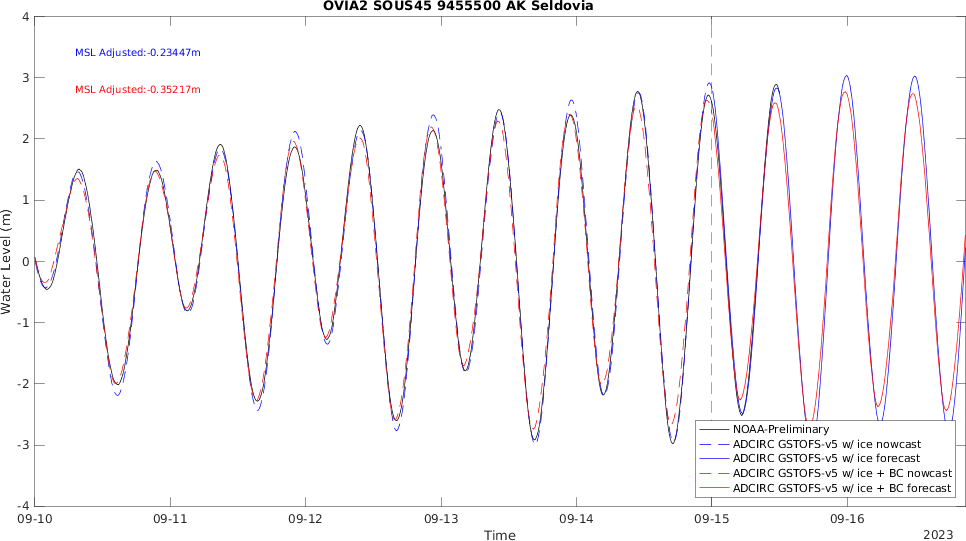 OVIA2 SOUS45 9455500 AK Seldovia
MSL Adjusted:-0.23447m
MSL Adjusted:-0.35217m
Water Level (m)
4
3
2
1
0
-1
-2
-3
-4
NOAA-Preliminary
ADCIRC GSTOFS-v5 w/ ice nowcast
ADCIRC GSTOFS-v5 w/ ice forecast
ADCIRC GSTOFS-v5 w/ ice + BC nowcast
ADCIRC GSTOFS-v5 w/ ice + BC forecast
09-10 09-11 09-12 09-13 09-14 09-15 09-16
Time
2023